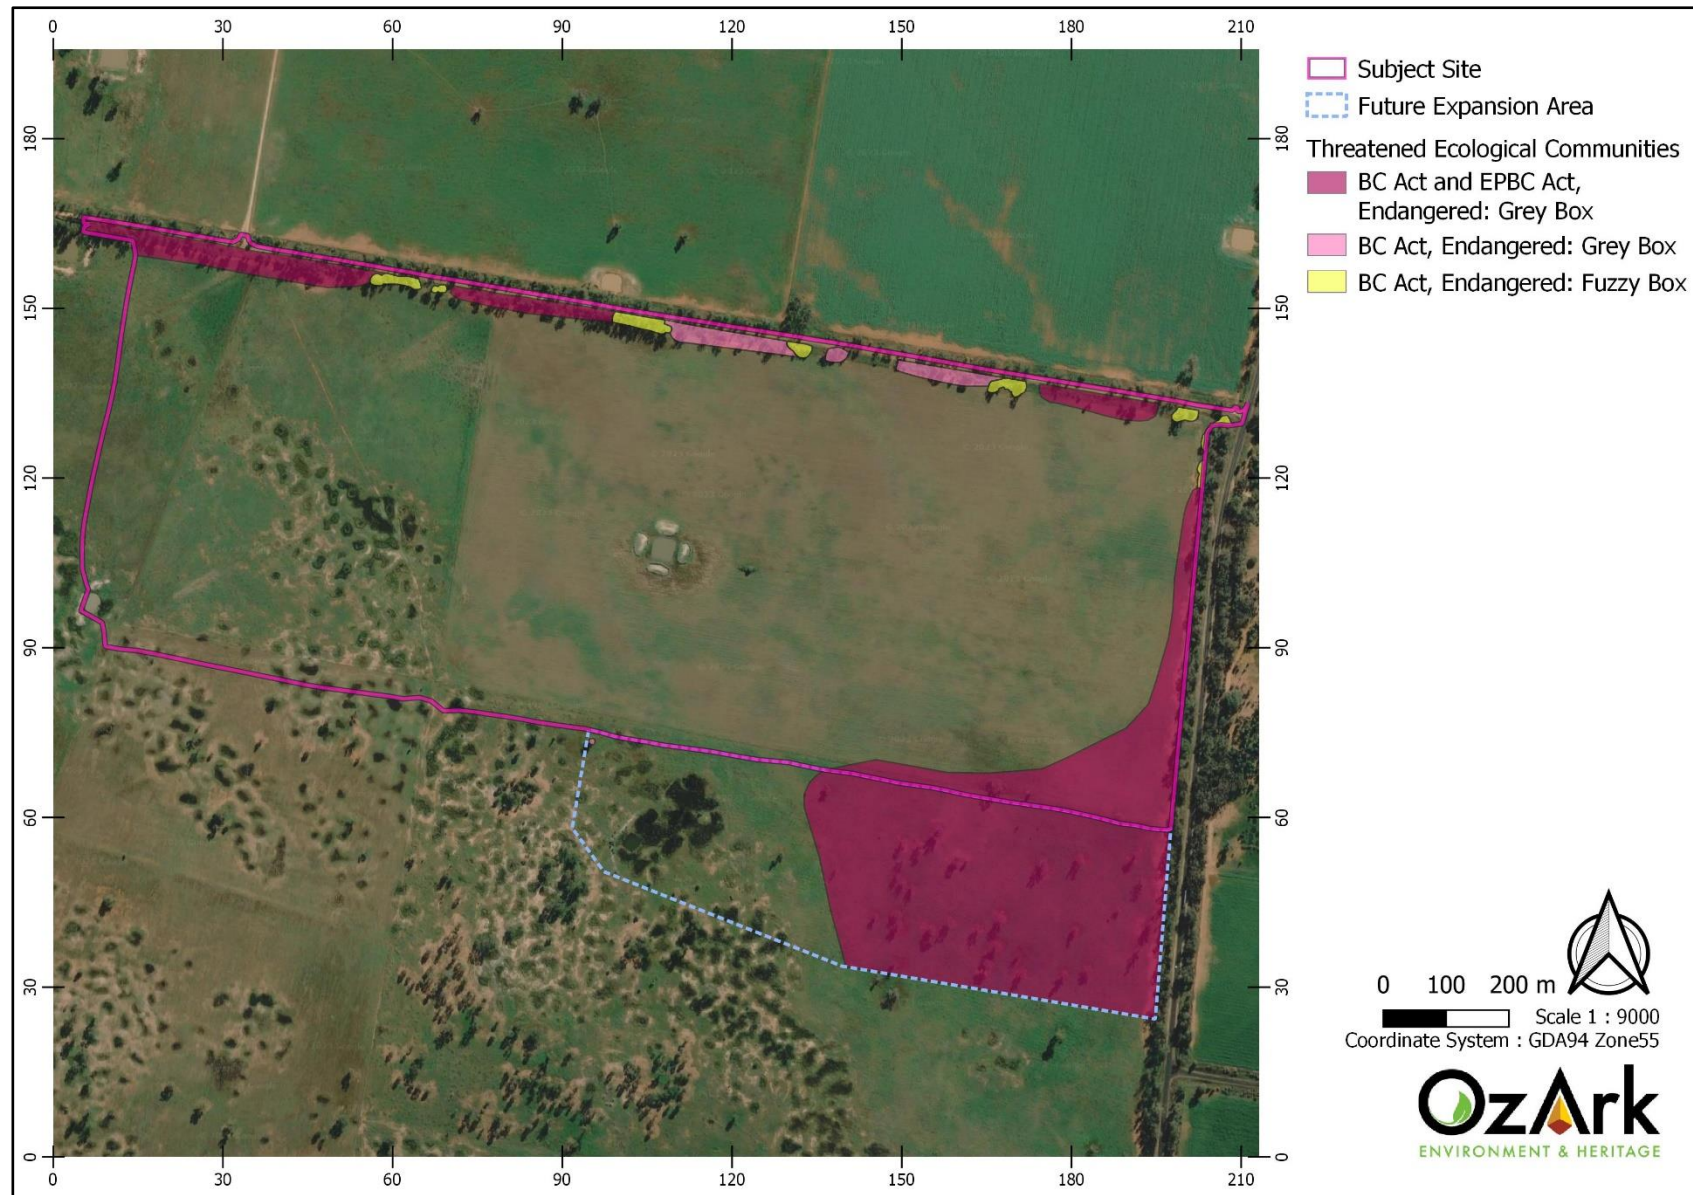 0 30 60 90 120 150 180 210
180
150
120
90
60
30
0
180
150
120
90
60
30
0
0 30 60 90 120 150 180 210
Subject Site
Future Expansion Area
Threatened Ecological Communities
BC Act and EPBC Act,
Endangered: Grey Box
BC Act, Endangered: Grey Box
BC Act, Endangered: Fuzzy Box
0 100 200 m
Scale 1 : 9000
Coordinate System : GDA94 Zone55
OzArk
ENVIRONMENT & HERITAGE